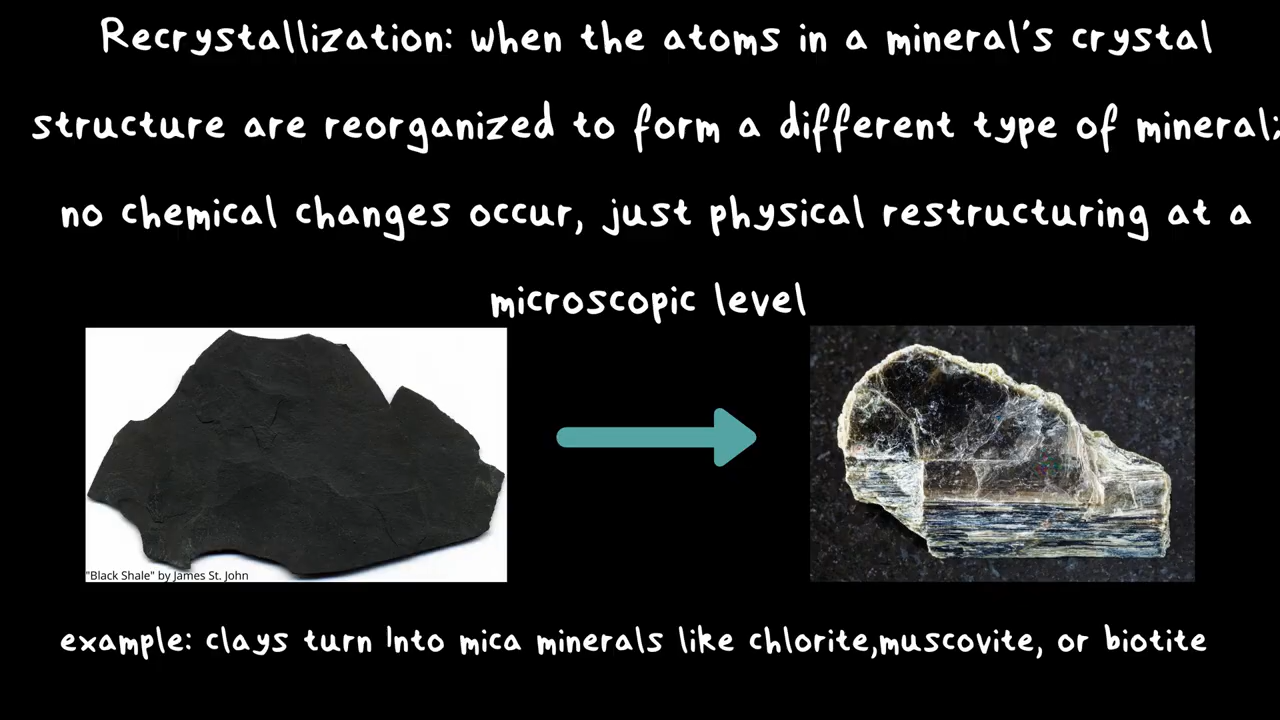 Recrystallization: when the atoms in a mineral's crystal
structure are reorganized to form a different type of mineral;
no chemical changes occur, just physical restructuring at a
microscopic level
"Black Shale" by James St. John
example: clays turn into mica minerals like chlorite,muscovite, or biotite